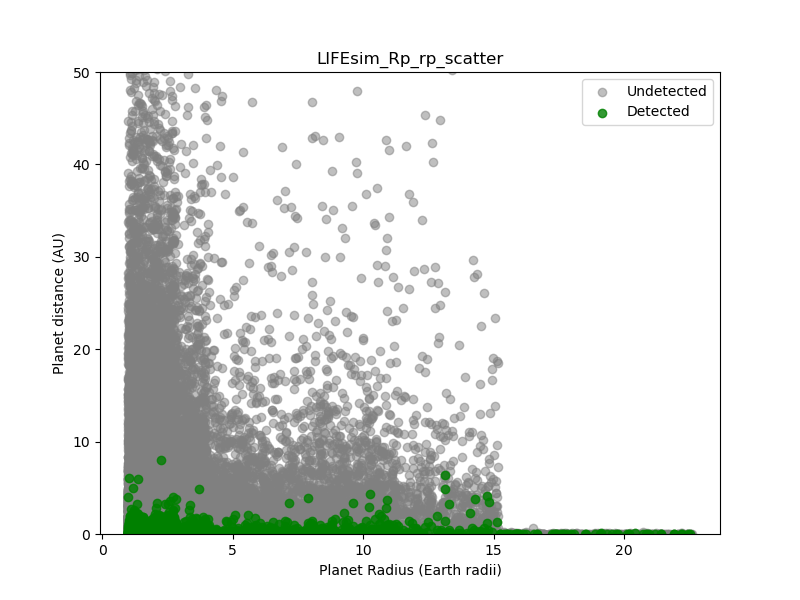 LIFEsim_Rp_rp_scatter
Undetected
Detected
50
40
30
20
10
0
Planet distance (AU)
0 5 10 15 20
Planet Radius (Earth radii)